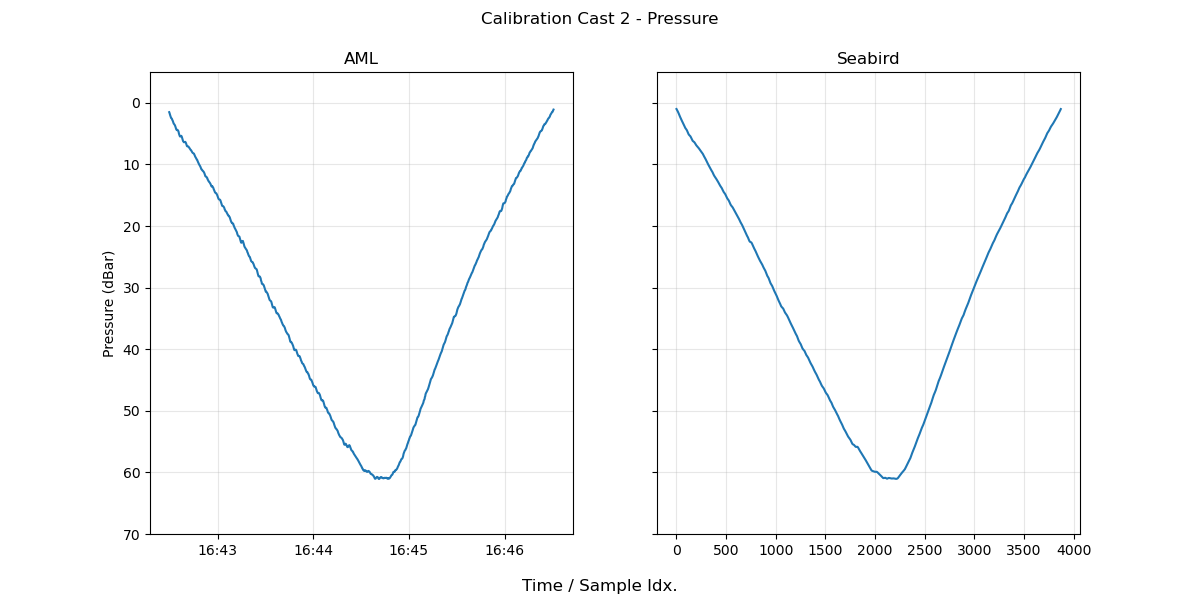 Calibration Cast 2 - Pressure
AML
Seabird
Pressure (dBar)
0
10
20
30
40
50
60
70
16:43 16:44 16:45 16:46
0 500 1000 1500 2000 2500 3000 3500 4000
Time / Sample Idx.